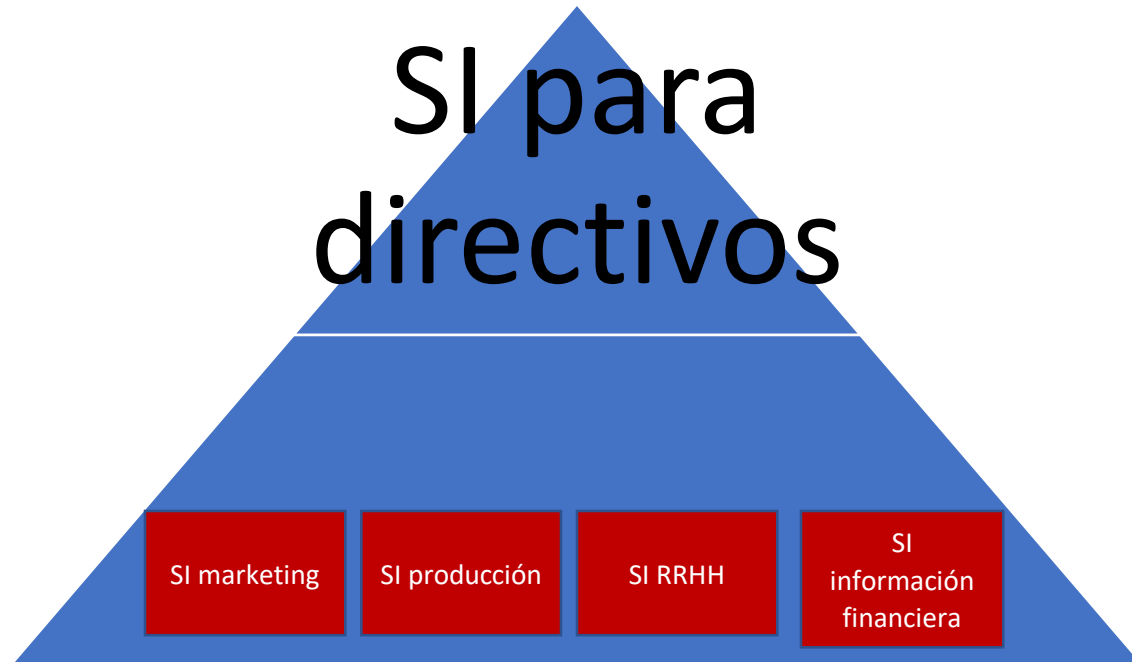 SI para
directivos
SI marketing
SI producción
SI RRHH
SI
información
financiera